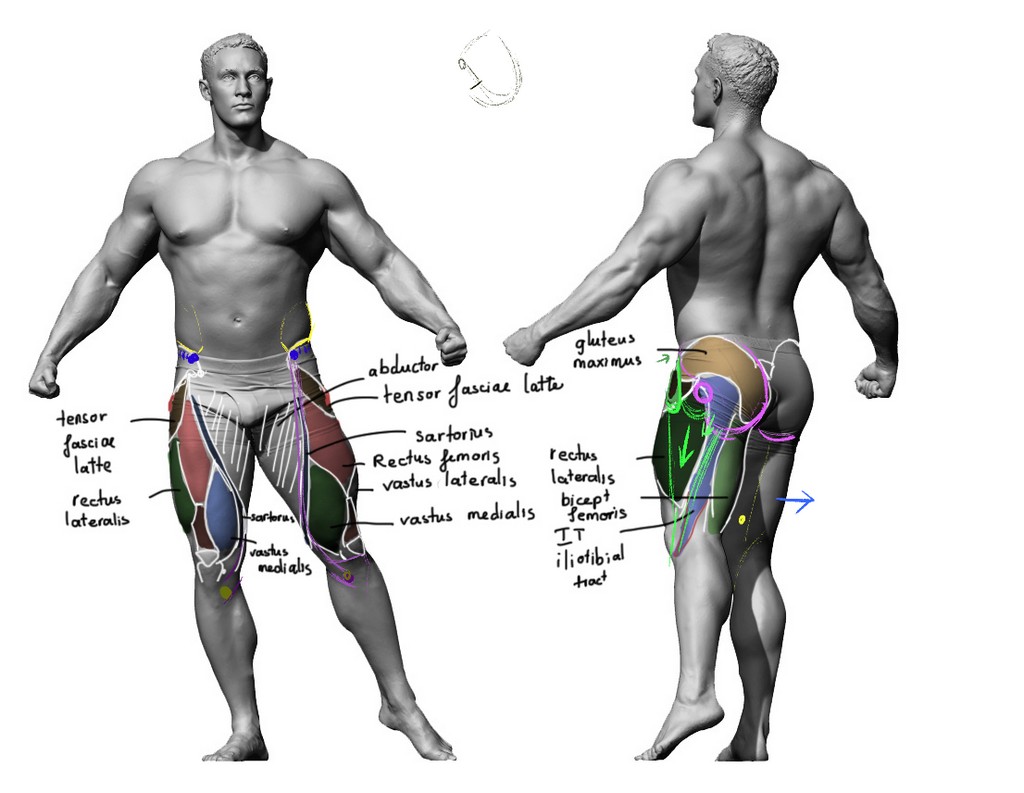 tensor
fasciae
latte
rectus
lateralis
abductor
tensor fasciae latte
sartorius
Rectus femoris
vastus lateralis
vastus medialis
sartorus
vastus
medialis
gluteus
maximus
rectus
lateralis
bicept
femoris
IT
iliotibial
tract